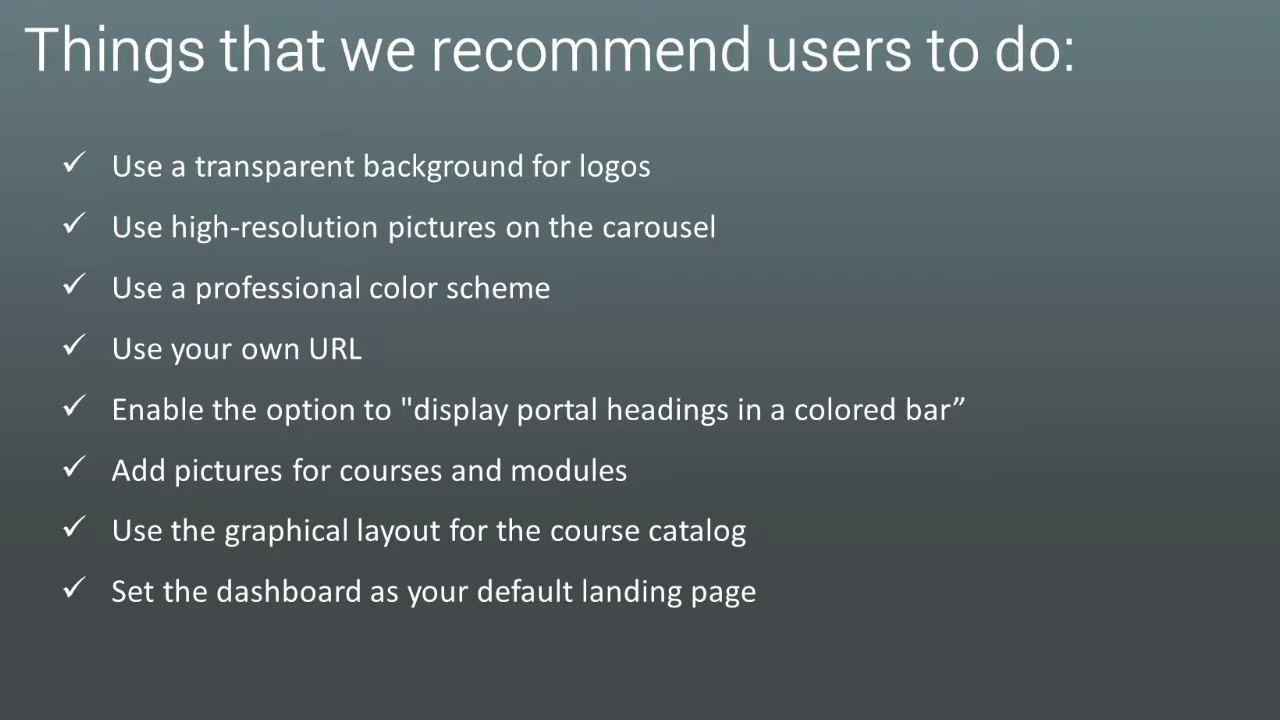 Things that we recommend users to do:
✓ Use a transparent background for logos
✓ Use high-resolution pictures on the carousel
✓ Use a professional color scheme
✓ Use your own URL
✓ Enable the option to "display portal headings in a colored bar”
✓ Add pictures for courses and modules
✓ Use the graphical layout for the course catalog
✓ Set the dashboard as your default landing page